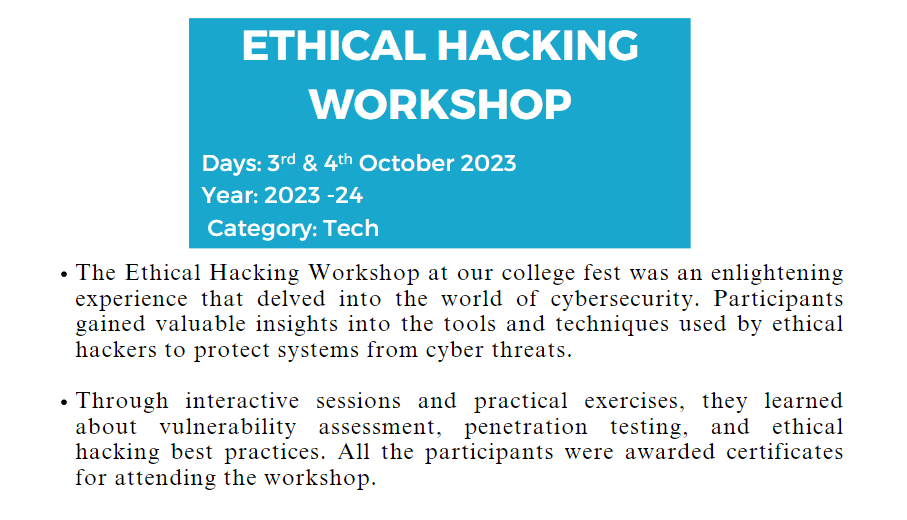 ETHICAL HACKING
WORKSHOP
Days: 3rd & 4th October 2023
Year: 2023 -24
Category: Tech
• The Ethical Hacking Workshop at our college fest was an enlightening
experience that delved into the world of cybersecurity. Participants
gained valuable insights into the tools and techniques used by ethical
hackers to protect systems from cyber threats.
• Through interactive sessions and practical exercises, they learned
about vulnerability assessment, penetration testing, and ethical
hacking best practices. All the participants were awarded certificates
for attending the workshop.